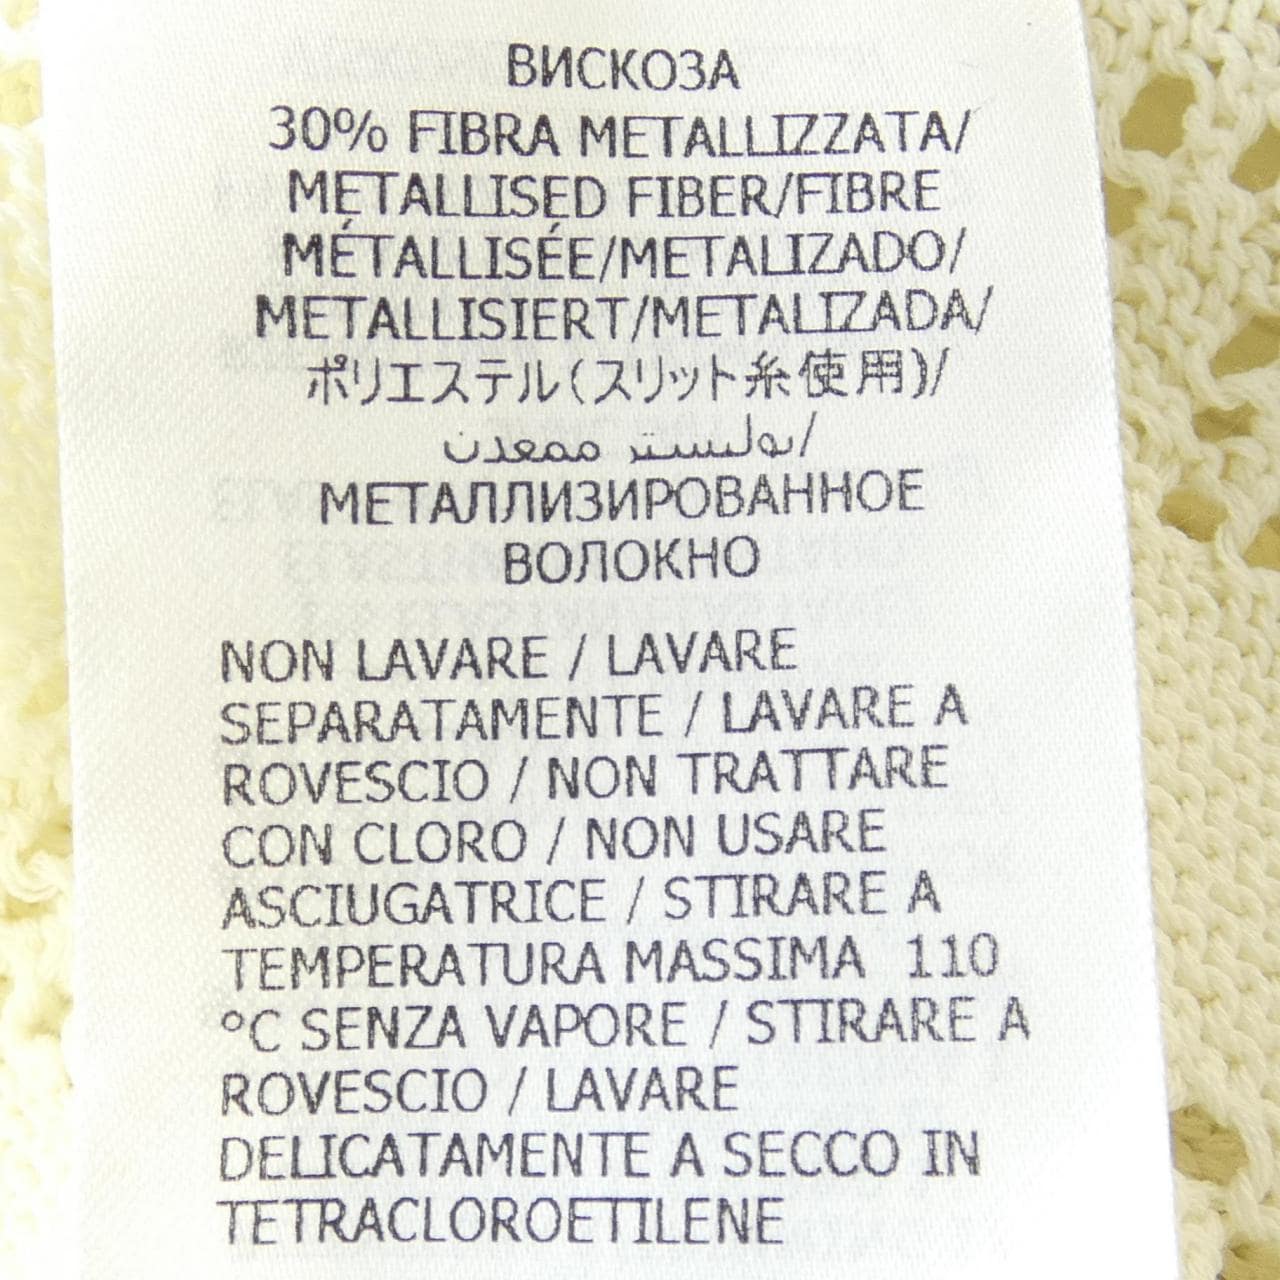 ВИСКОЗА
30% FIBRA METALLIZZATA/
METALLISED FIBER/FIBRE
MÉTALLISÉE/METALIZADO/
METALLISIERT/METALIZADA/
ポリエステル(スリット糸使用)/
بوليستر ممعدن/
МЕТАЛЛИЗИРОВАННОЕ
ВОЛОКНО
NON LAVARE / LAVARE
SEPARATAMENTE / LAVARE A
ROVESCIO / NON TRATTARE
CON CLORO / NON USARE
ASCIUGATRICE / STIRARE A
TEMPERATURA MASSIMA 110
°C SENZA VAPORE / STIRARE A
ROVESCIO / LAVARE
DELICATAMENTE A SECCO IN
TETRACLOROETILENE